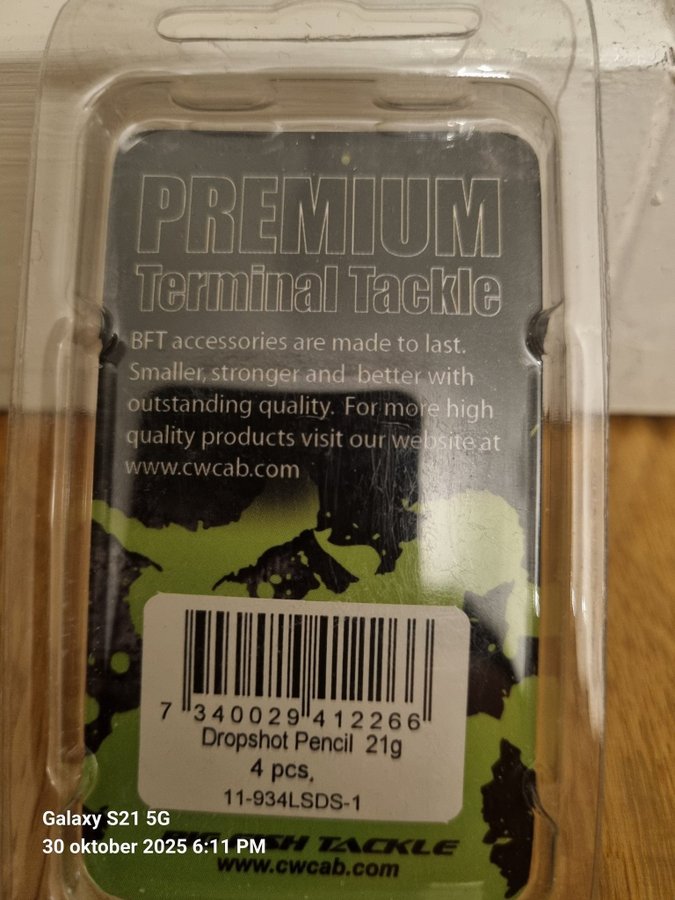 PREMIUM
Terminal Tackle
BFT accessories are made to last.
Smaller, stronger and better with
outstanding quality. For more high
quality products visit our website at
www.cwcab.com
7 340029 412266
Dropshot Pencil 21g
4 pcs.
11-934LSDS-1
Galaxy S21 5G
30 oktober 2025 6:11 PM
BIG FISH TACKLE
www.cwcab.com